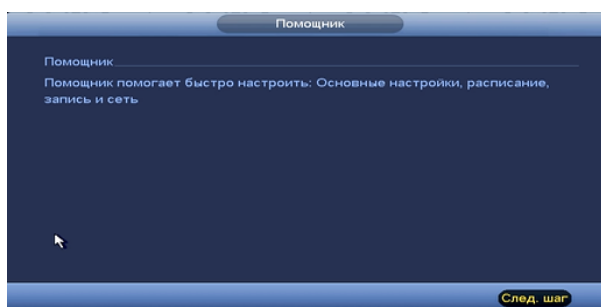 Помощник
Помощник
Помощник помогает быстро настроить: Основные настройки, расписание,
запись и сеть
След. шаг